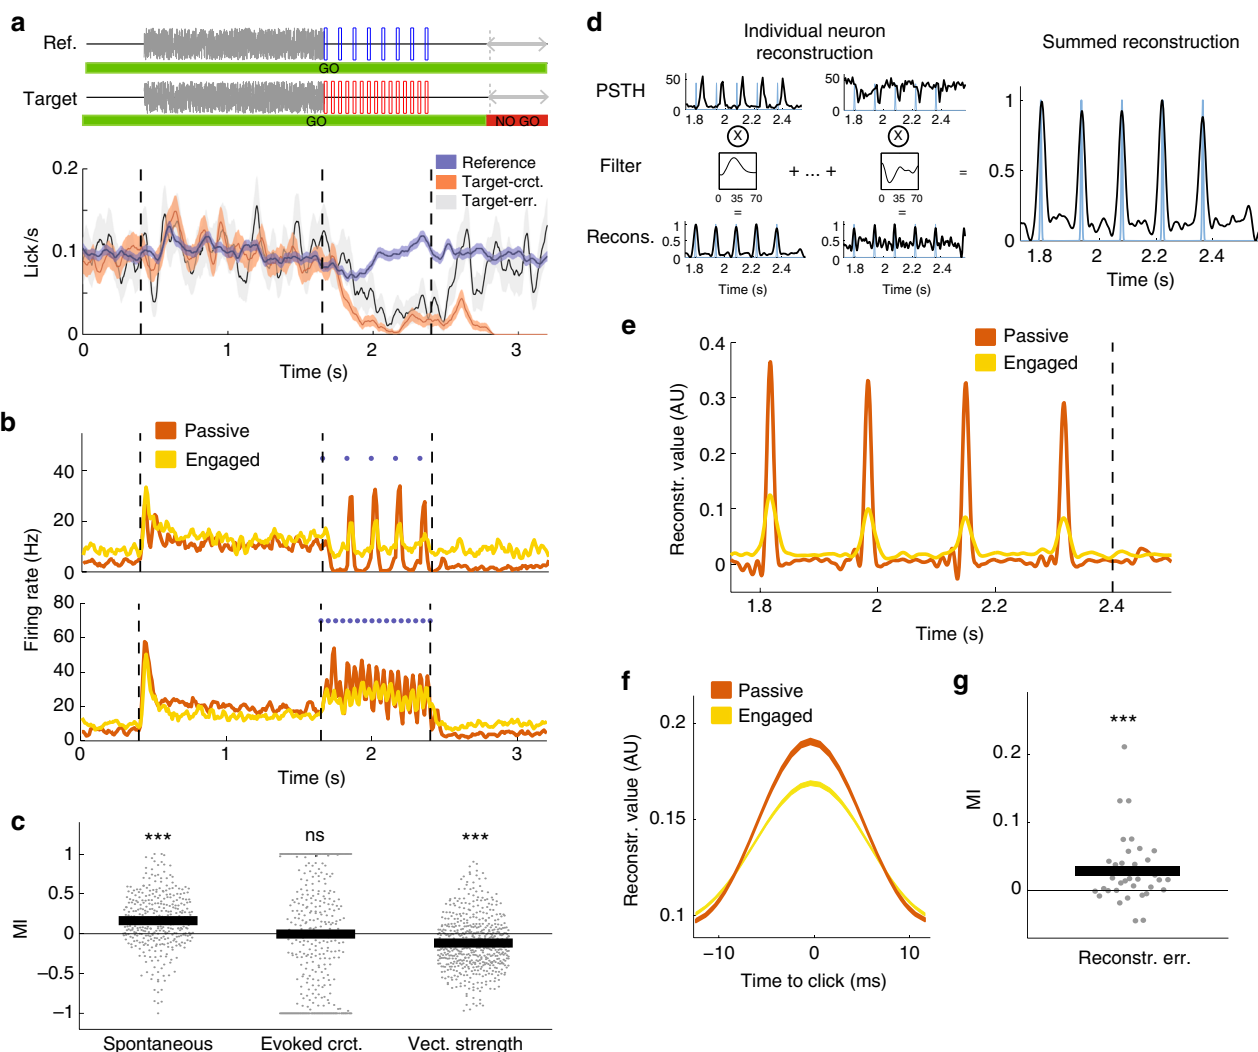 a
Ref.
GO
Target
GO
NO GO
Reference
Target-crct.
Target-err.
0.2
0.1
0
Lick/s
0 1 2 3
Time (s)
b
Passive
Engaged
40
20
0
80
60
40
20
0
Firing rate (Hz)
0 1 2 3
Time (s)
c
*** ns ***
1
0.5
0
−0.5
−1
MI
Spontaneous Evoked crct. Vect. strength
d
Individual neuron
reconstruction
Summed reconstruction
PSTH
50
0
1.8 2 2.2 2.4
50
0
1.8 2 2.2 2.4
X X
Filter
+ ... +
=
0 35 70
0 35 70
= =
Recons.
1
0.5
0
1.8 2 2.2 2.4
Time (s)
1
0.5
0
1.8 2 2.2 2.4
Time (s)
1
0.5
0
1.8 2 2.2 2.4
Time (s)
e
Passive
Engaged
0.4
0.3
0.2
0.1
0
Reconstr. value (AU)
1.8 2 2.2 2.4
Time (s)
f
Passive
Engaged
0.2
0.15
0.1
Reconstr. value (AU)
−10 0 10
Time to click (ms)
g
***
0.2
0.1
0
MI
Reconstr. err.